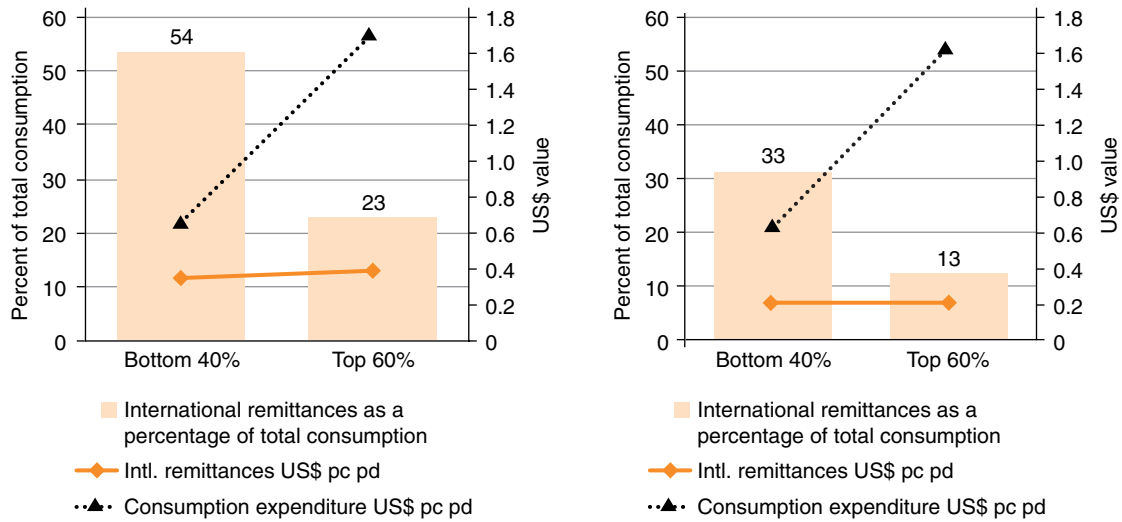 Percent of total consumption
60
50
40
30
20
10
0
54
23
1.8
1.6
1.4
1.2
1.0
0.8
0.6
0.4
0.2
0
US$ value
Bottom 40%
Top 60%
International remittances as a
percentage of total consumption
Intl. remittances US$ pc pd
Consumption expenditure US$ pc pd
Percent of total consumption
60
50
40
30
20
10
0
33
13
1.8
1.6
1.4
1.2
1.0
0.8
0.6
0.4
0.2
0
US$ value
Bottom 40%
Top 60%
International remittances as a
percentage of total consumption
Intl. remittances US$ pc pd
Consumption expenditure US$ pc pd